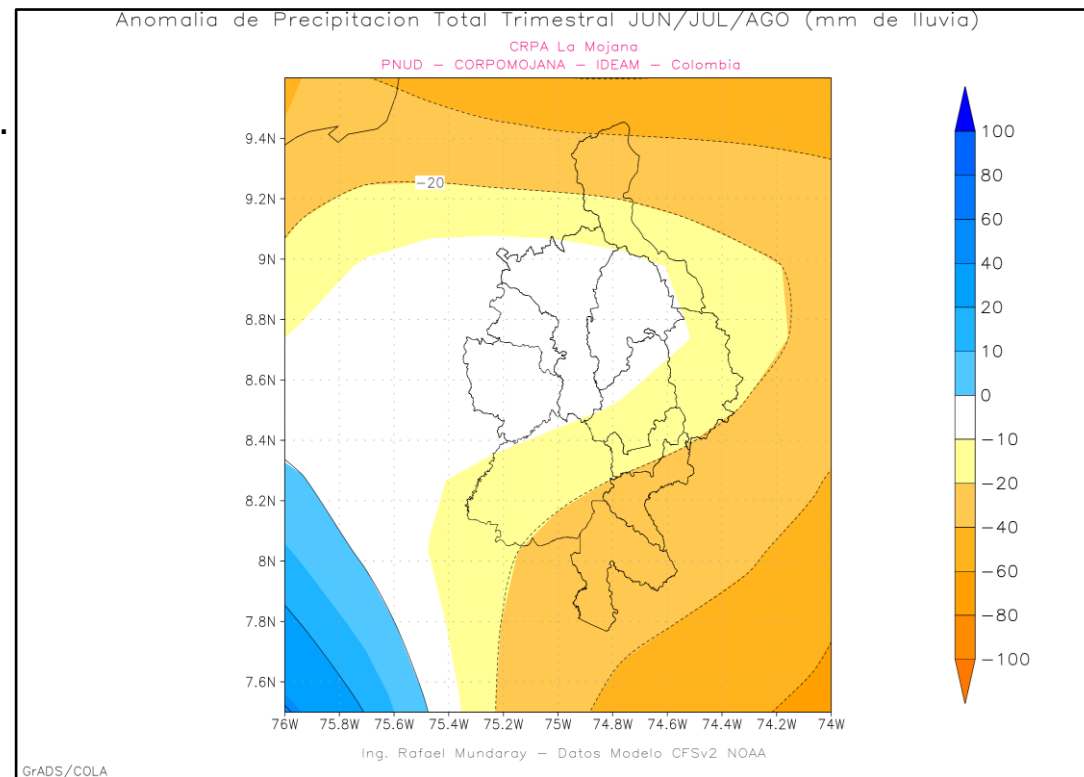 Anomalia de Precipitacion Total Trimestral JUN/JUL/AGO (mm de lluvia)
CRPA La Mojana
PNUD – CORPOMOJANA – IDEAM – Colombia
.
9.4N
9.2N
9N
8.8N
8.6N
8.4N
8.2N
8N
7.8N
7.6N
-20
76W 75.8W 75.6W 75.4W 75.2W 75W 74.8W 74.6W 74.4W 74.2W 74W
100
80
60
40
20
10
0
-10
-20
-40
-60
-80
-100
Ing. Rafael Mundaray – Datos Modelo CFSv2 NOAA
GrADS/COLA